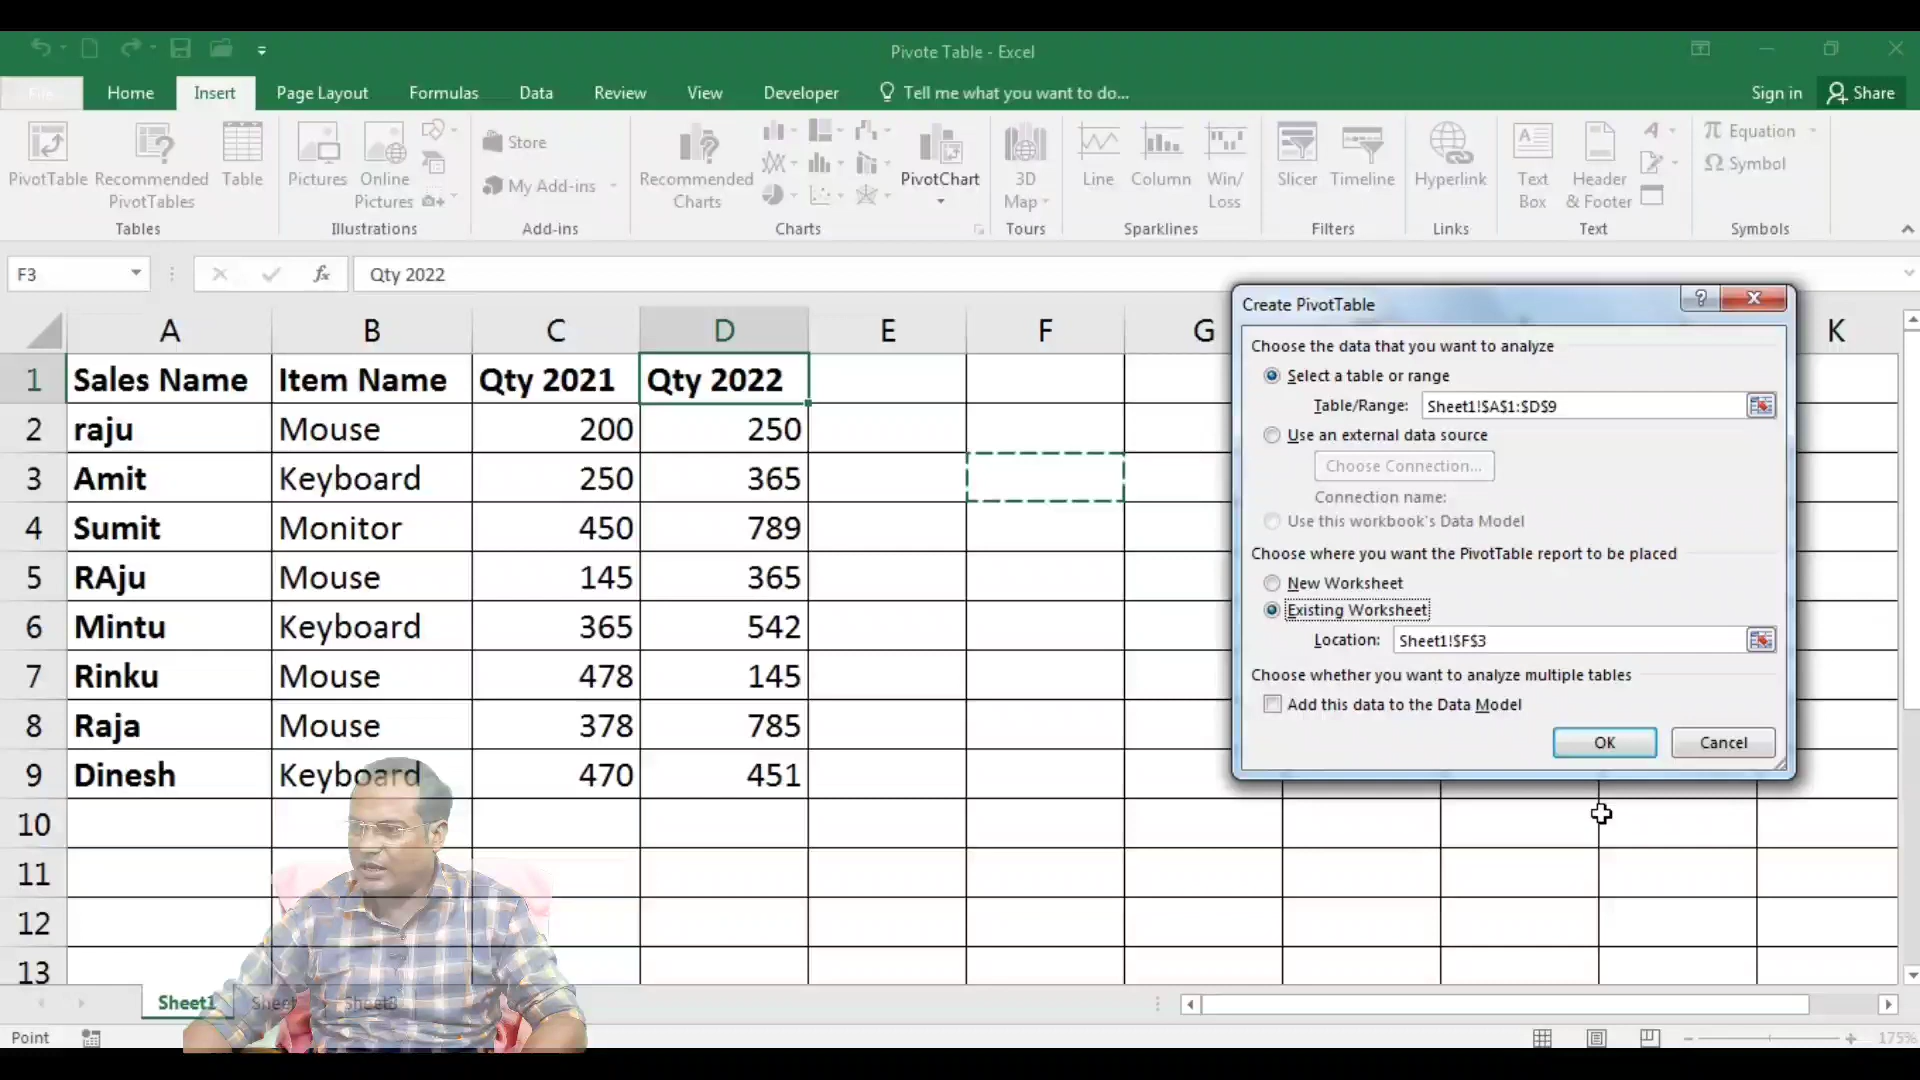 Pivote Table - Excel
File Home Insert Page Layout Formulas Data Review View Developer Tell me what you want to do... Sign in Share
PivotTable Recommended PivotTables Table
Pictures Online Pictures
Store
My Add-ins
Recommended Charts
PivotChart
3D Map
Line Column Win/Loss
Slicer Timeline
Hyperlink
Text Box Header & Footer
Equation
Symbol
Tables Illustrations Add-ins Charts Tours Sparklines Filters Links Text Symbols
F3 fx Qty 2022
A B C D E F G K
1 Sales Name Item Name Qty 2021 Qty 2022
2 raju Mouse 200 250
3 Amit Keyboard 250 365
4 Sumit Monitor 450 789
5 RAju Mouse 145 365
6 Mintu Keyboard 365 542
7 Rinku Mouse 478 145
8 Raja Mouse 378 785
9 Dinesh Keyboard 470 451
10
11
12
13
Create PivotTable
Choose the data that you want to analyze
Select a table or range
Table/Range: Sheet1!$A$1:$D$9
Use an external data source
Choose Connection...
Connection name:
Use this workbook's Data Model
Choose where you want the PivotTable report to be placed
New Worksheet
Existing Worksheet
Location: Sheet1!$F$3
Choose whether you want to analyze multiple tables
Add this data to the Data Model
OK Cancel
Sheet1 Sheet3
Point 175%